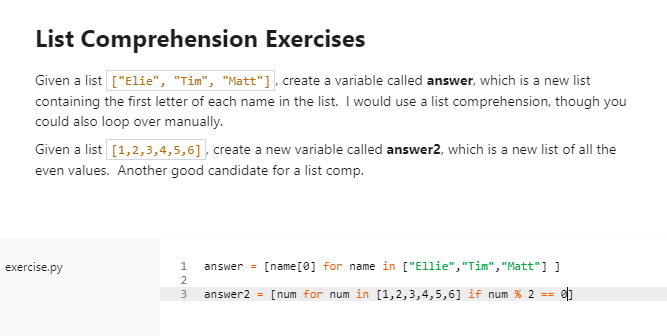 List Comprehension Exercises
Given a list ["Elie", "Tim", "Matt"], create a variable called answer, which is a new list
containing the first letter of each name in the list. I would use a list comprehension, though you
could also loop over manually.
Given a list [1,2,3,4,5,6], create a new variable called answer2, which is a new list of all the
even values. Another good candidate for a list comp.
exercise.py
1 answer = [name[0] for name in ["Ellie","Tim","Matt"] ]
2
3 answer2 = [num for num in [1,2,3,4,5,6] if num % 2 == 0]